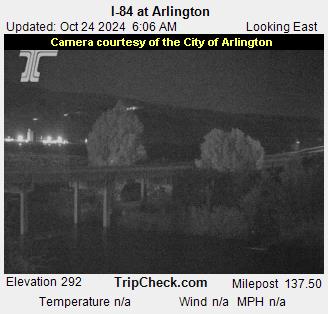 I-84 at Arlington
Updated: Oct 24 2024 6:06 AM Looking East
Camera courtesy of the City of Arlington
Elevation 292 TripCheck.com Milepost 137.50
Temperature n/a Wind n/a MPH n/a